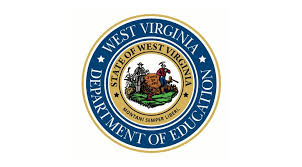 WEST VIRGINIA
DEPARTMENT OF EDUCATION
STATE OF WEST VIRGINIA
MONTANI SEMPER LIBERI